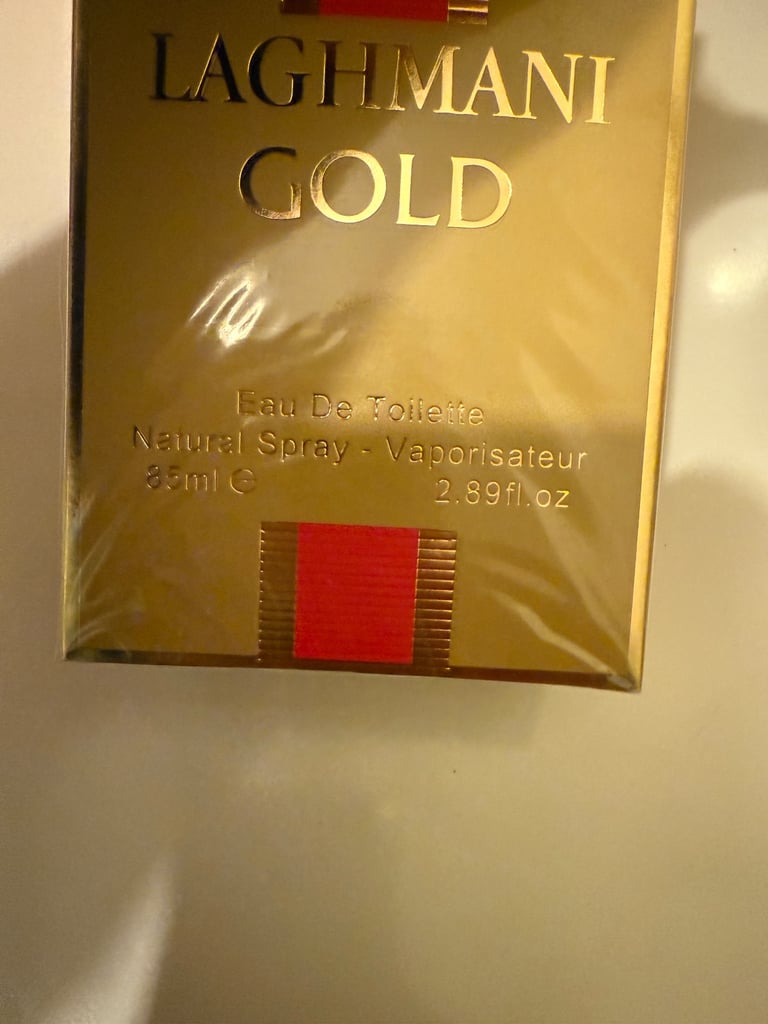 LAGHMANI
GOLD
Eau De Toilette
Natural Spray - Vaporisateur
85ml ℮ 2.89fl.oz